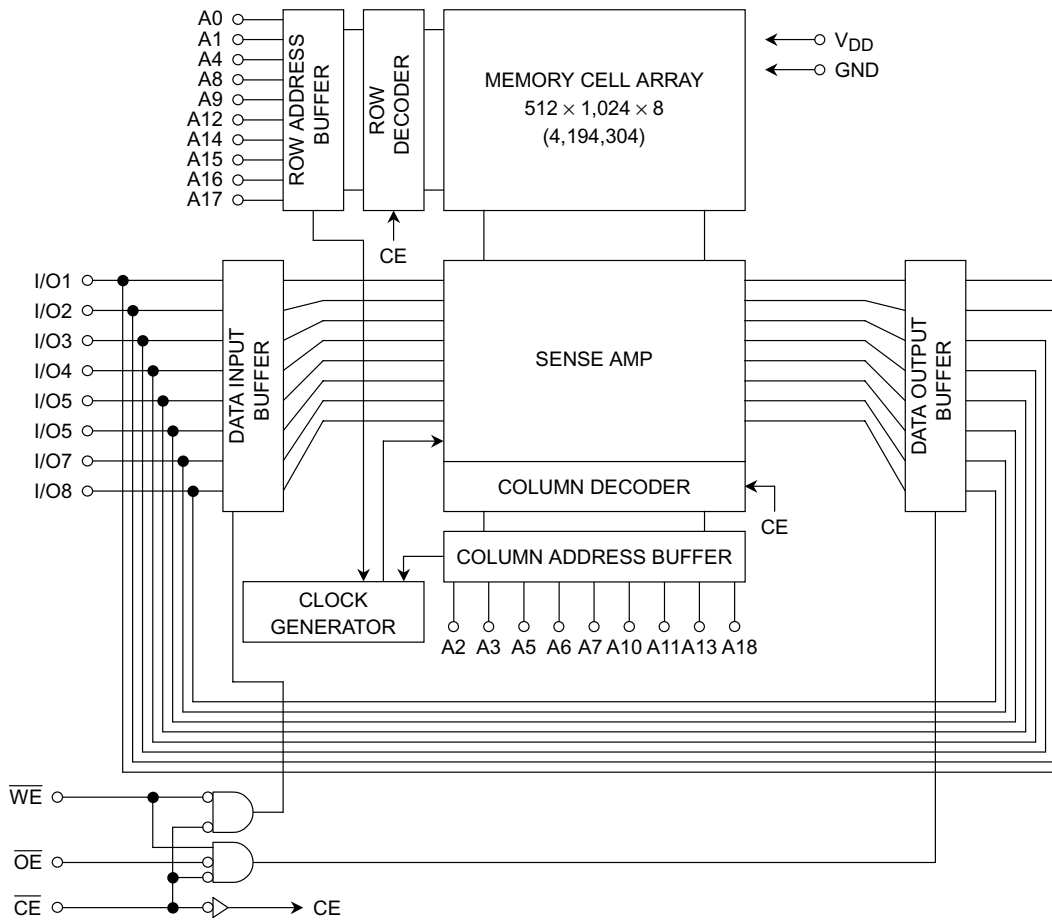 A0
A1
A4
A8
A9
A12
A14
A15
A16
A17
ROW ADDRESS
BUFFER
ROW
DECODER
MEMORY CELL ARRAY
512 × 1,024 × 8
(4,194,304)
VDD
GND
CE
I/O1
I/O2
I/O3
I/O4
I/O5
I/O5
I/O7
I/O8
DATA INPUT
BUFFER
SENSE AMP
DATA OUTPUT
BUFFER
COLUMN DECODER
CE
COLUMN ADDRESS BUFFER
CLOCK
GENERATOR
A2 A3 A5 A6 A7 A10 A11 A13 A18
W̅E̅
O̅E̅
C̅E̅
CE